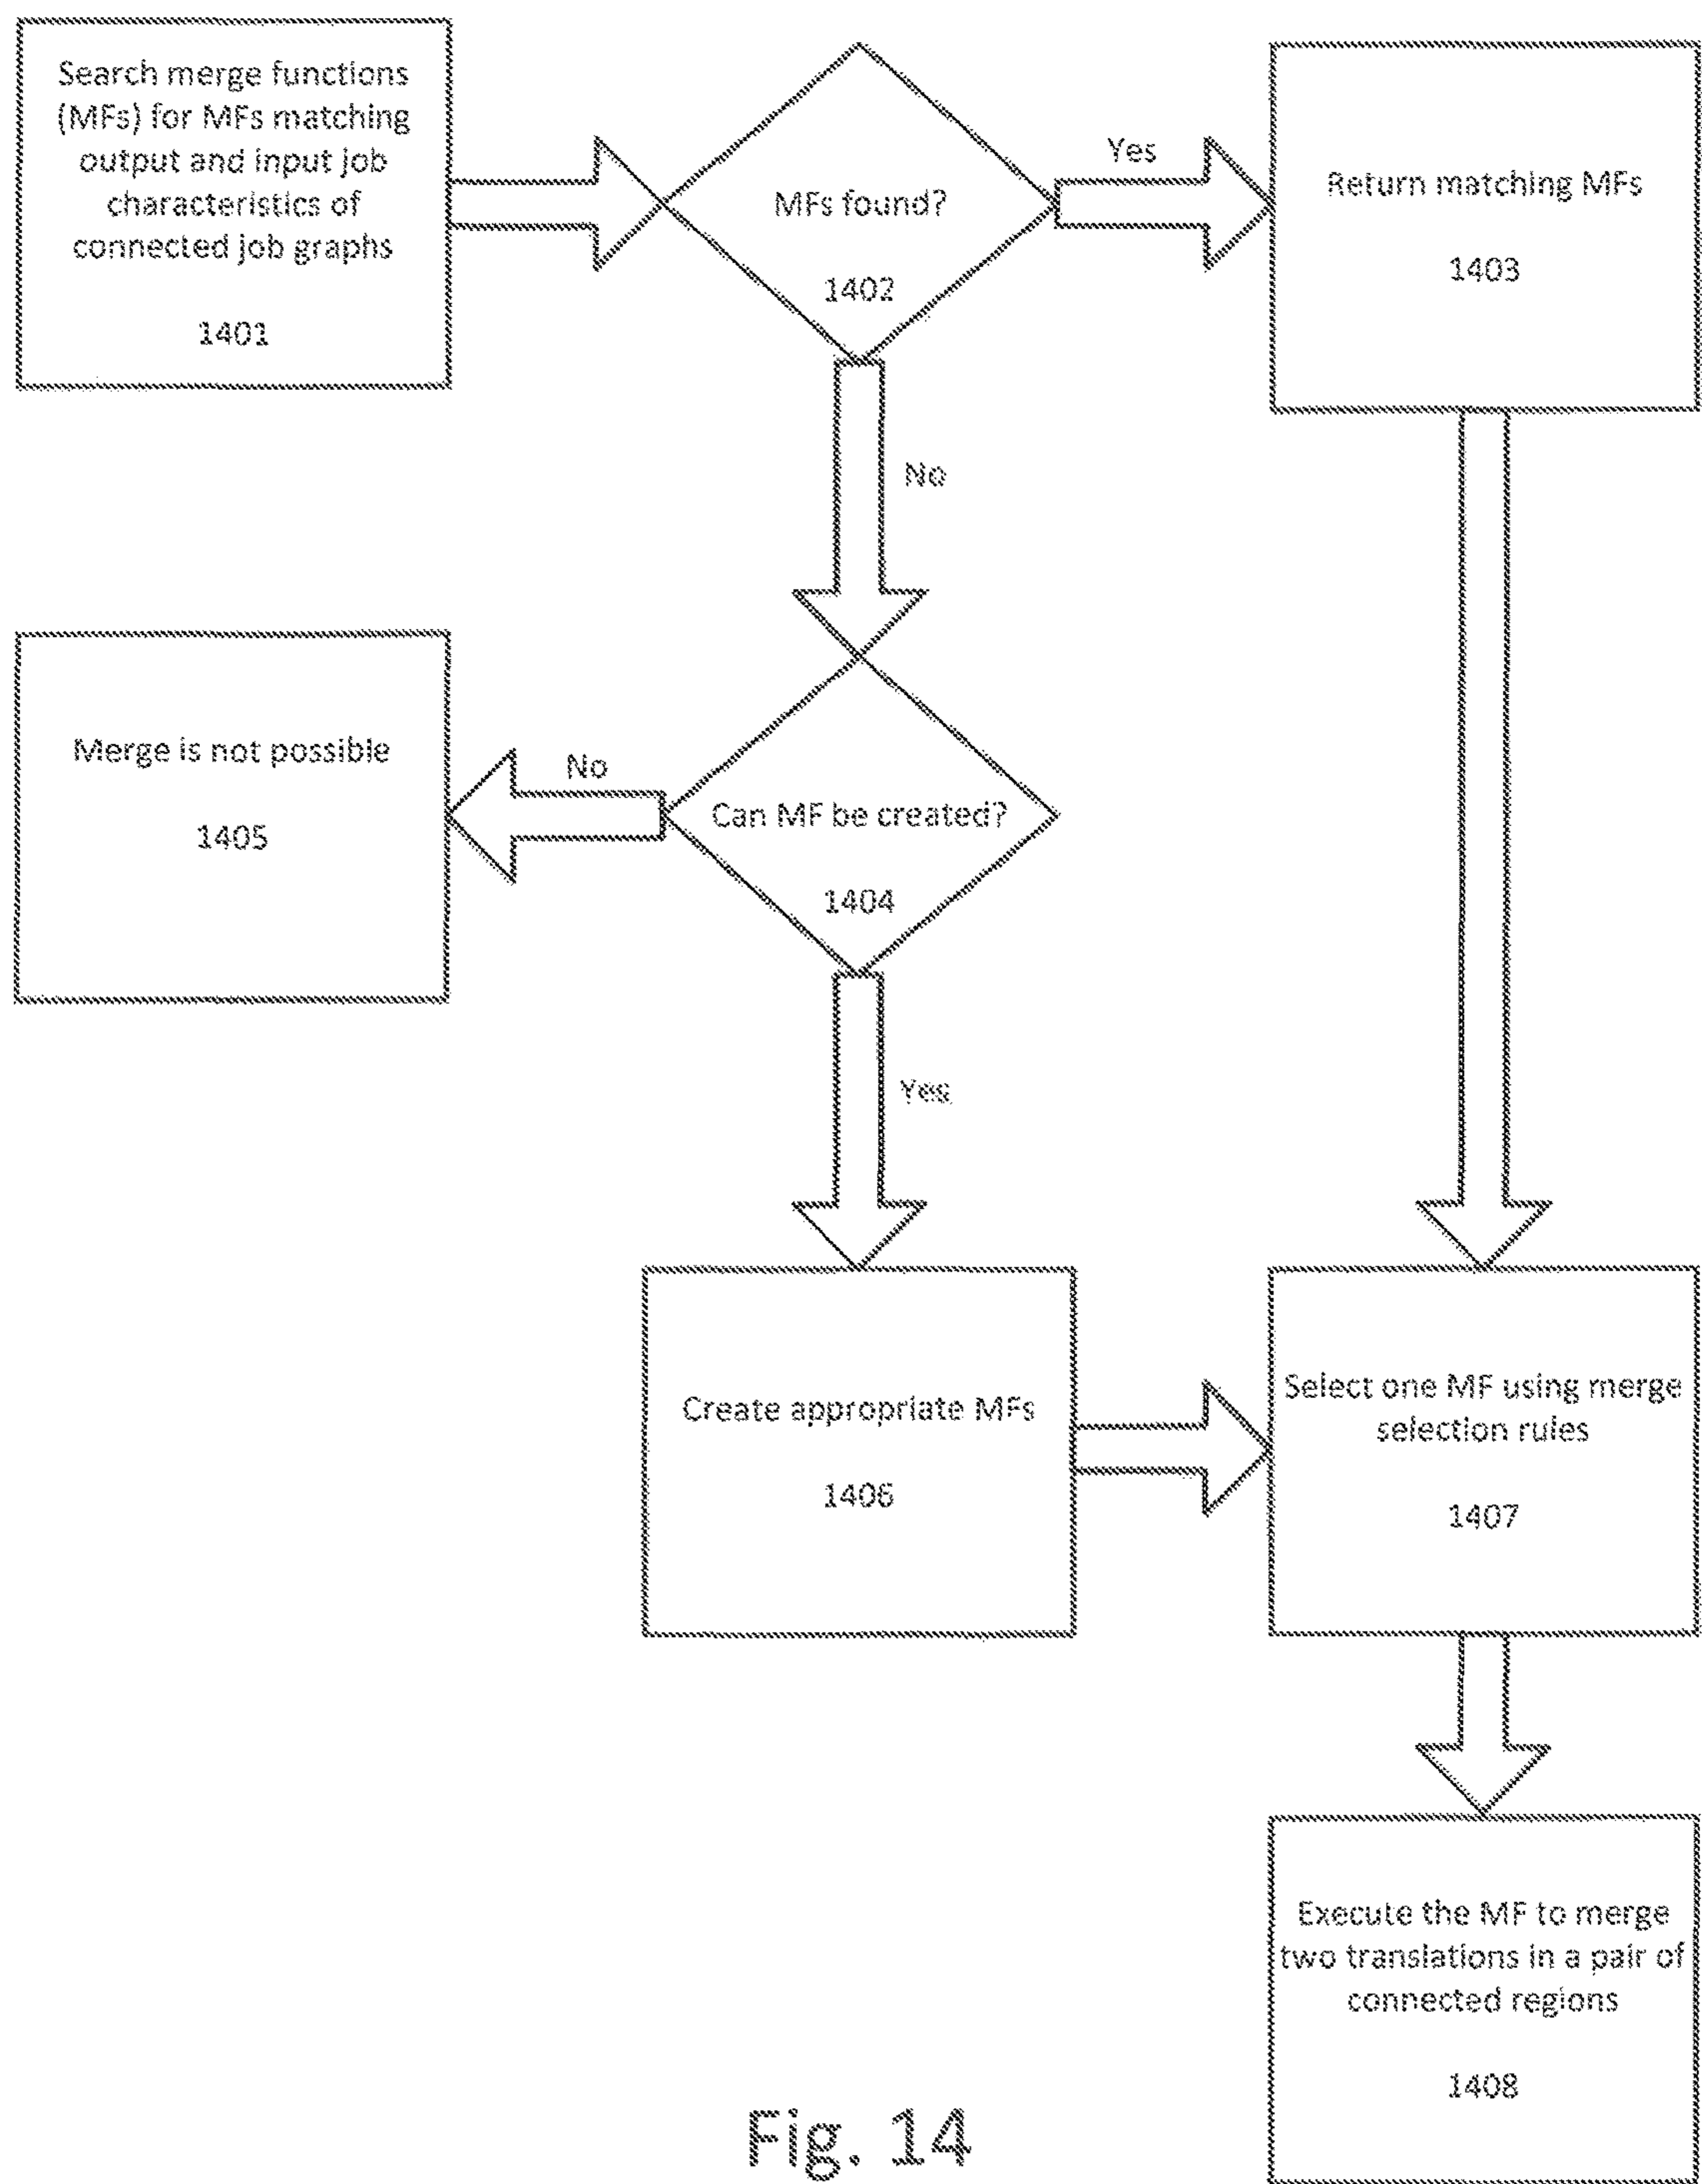 Search merge functions
(MFs) for MFs matching
output and input job
characteristics of
connected job graphs
1401
MFs found?
1402
Yes
Return matching MFs
1403
No
Merge is not possible
1405
No
Can MF be created?
1404
Yes
Create appropriate MFs
1406
Select one MF using merge
selection rules
1407
Execute the MF to merge
two translations in a pair of
connected regions
1408
Fig. 14